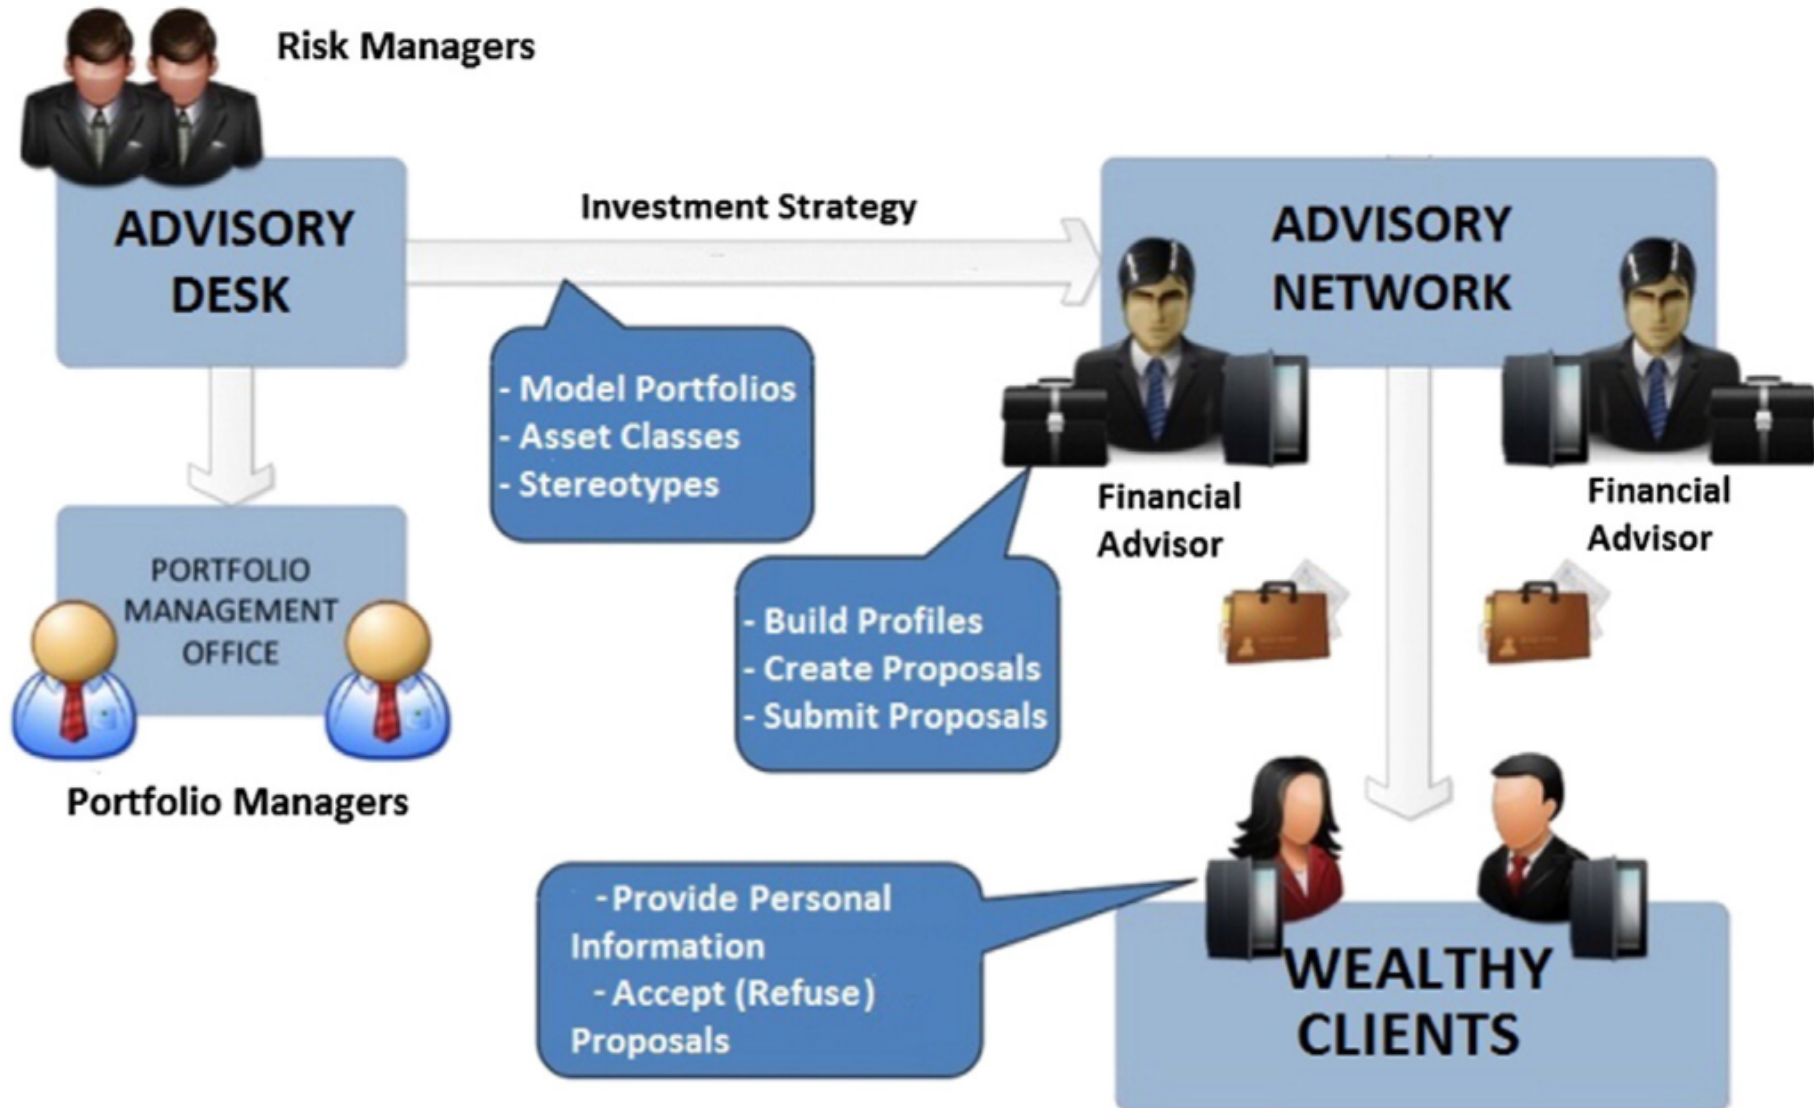 Risk Managers
ADVISORY
DESK
Investment Strategy
ADVISORY
NETWORK
- Model Portfolios
- Asset Classes
- Stereotypes
Financial
Advisor
Financial
Advisor
PORTFOLIO
MANAGEMENT
OFFICE
- Build Profiles
- Create Proposals
- Submit Proposals
Portfolio Managers
- Provide Personal
Information
- Accept (Refuse)
Proposals
WEALTHY
CLIENTS